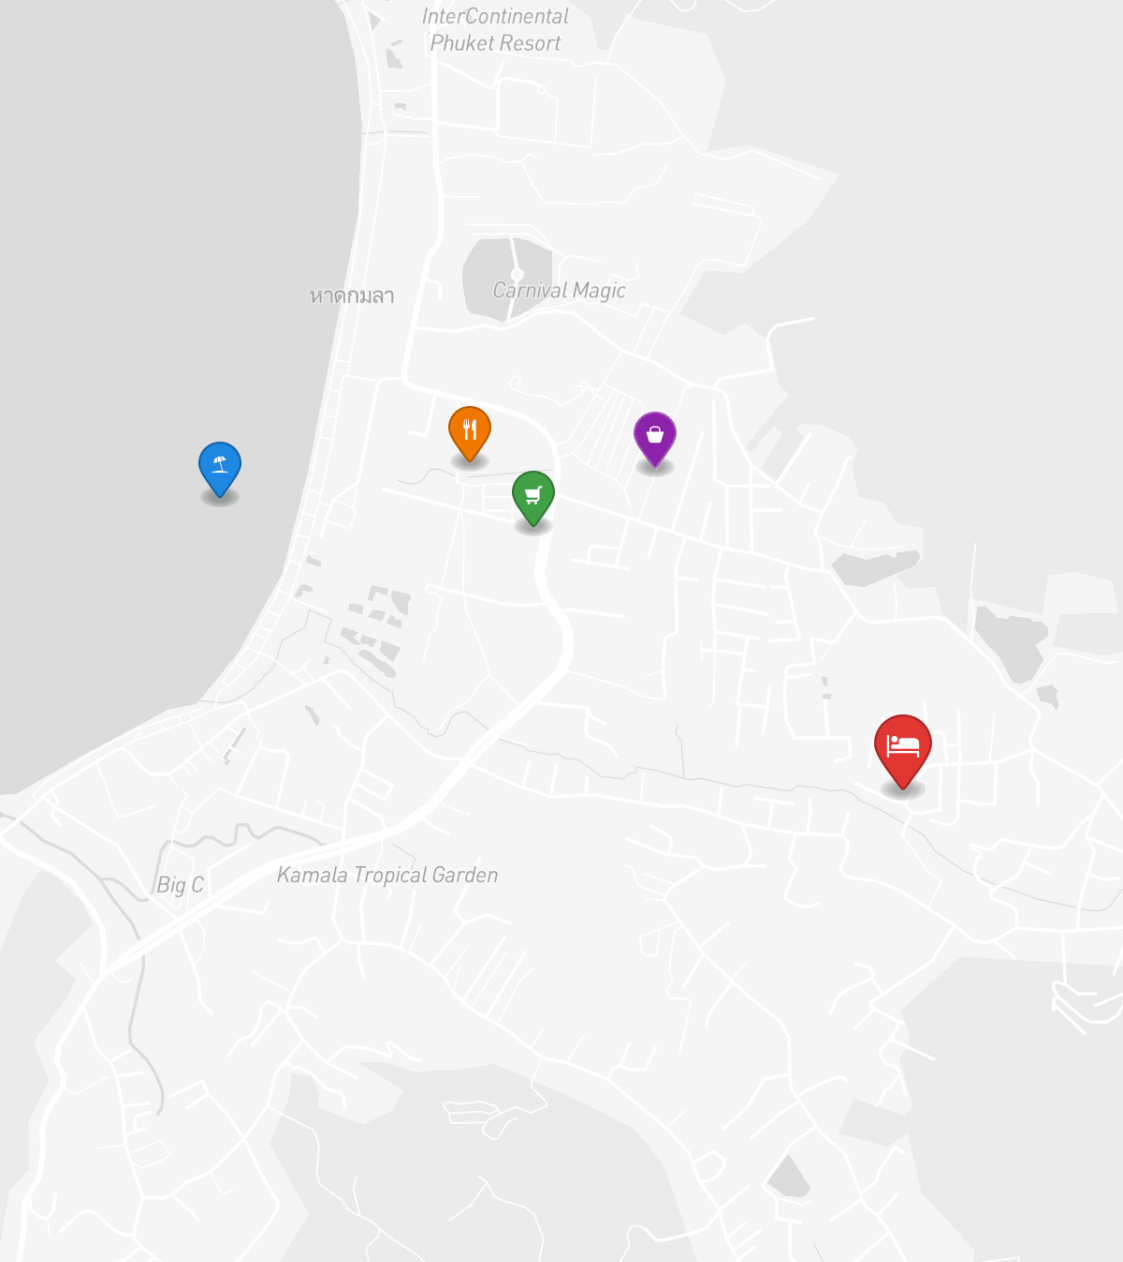 InterContinental
Phuket Resort
หาดกมลา
Carnival Magic
Big C
Kamala Tropical Garden